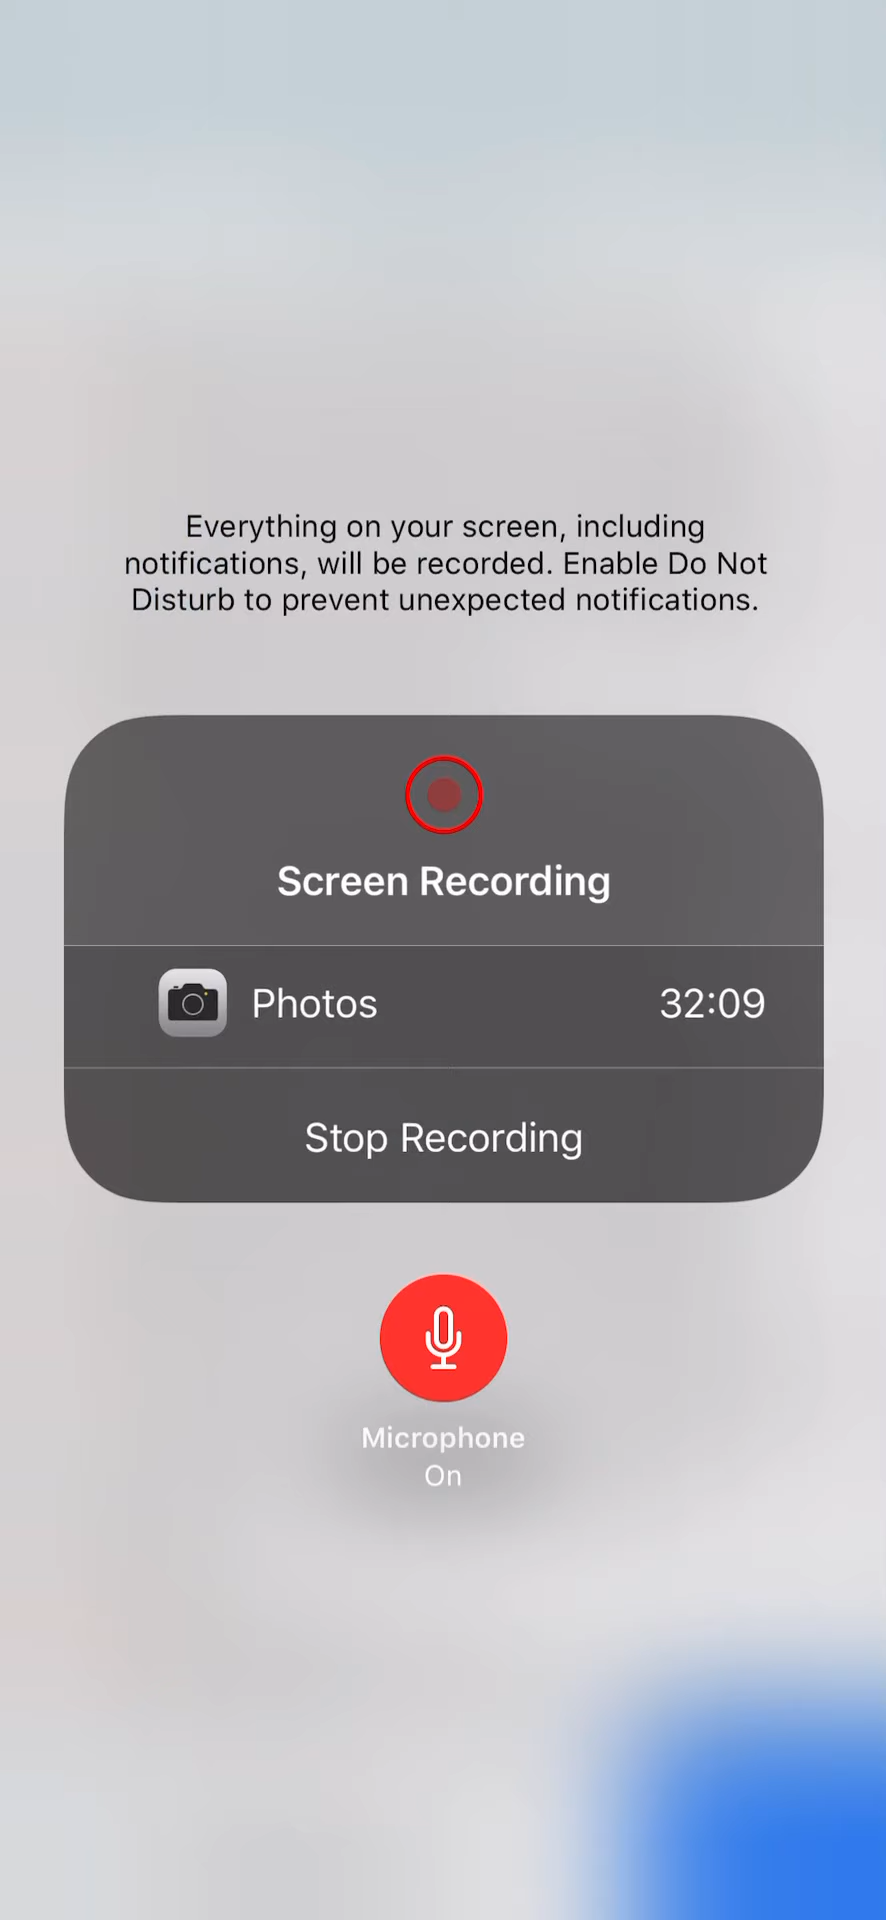 Everything on your screen, including
notifications, will be recorded. Enable Do Not
Disturb to prevent unexpected notifications.
Screen Recording
Photos 32:09
Stop Recording
Microphone
On